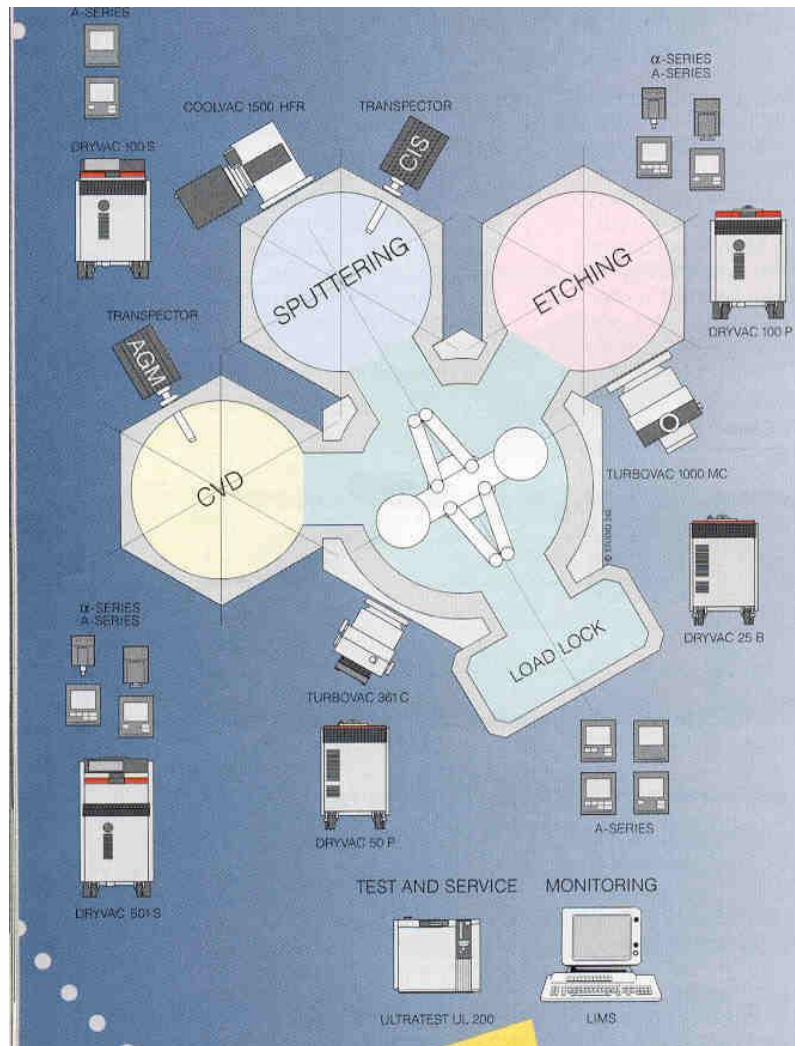 A-SERIES
α-SERIES
A-SERIES
COOLVAC 1500 HFR
TRANSPECTOR
DRYVAC 100 S
CIS
SPUTTERING
ETCHING
DRYVAC 100 P
TRANSPECTOR
AGM
CVD
TURBOVAC 1000 MC
α-SERIES
A-SERIES
DRYVAC 25 B
LOAD LOCK
TURBOVAC 361 C
A-SERIES
DRYVAC 50 P
DRYVAC 501 S
TEST AND SERVICE
MONITORING
ULTRATEST UL 200
LIMS